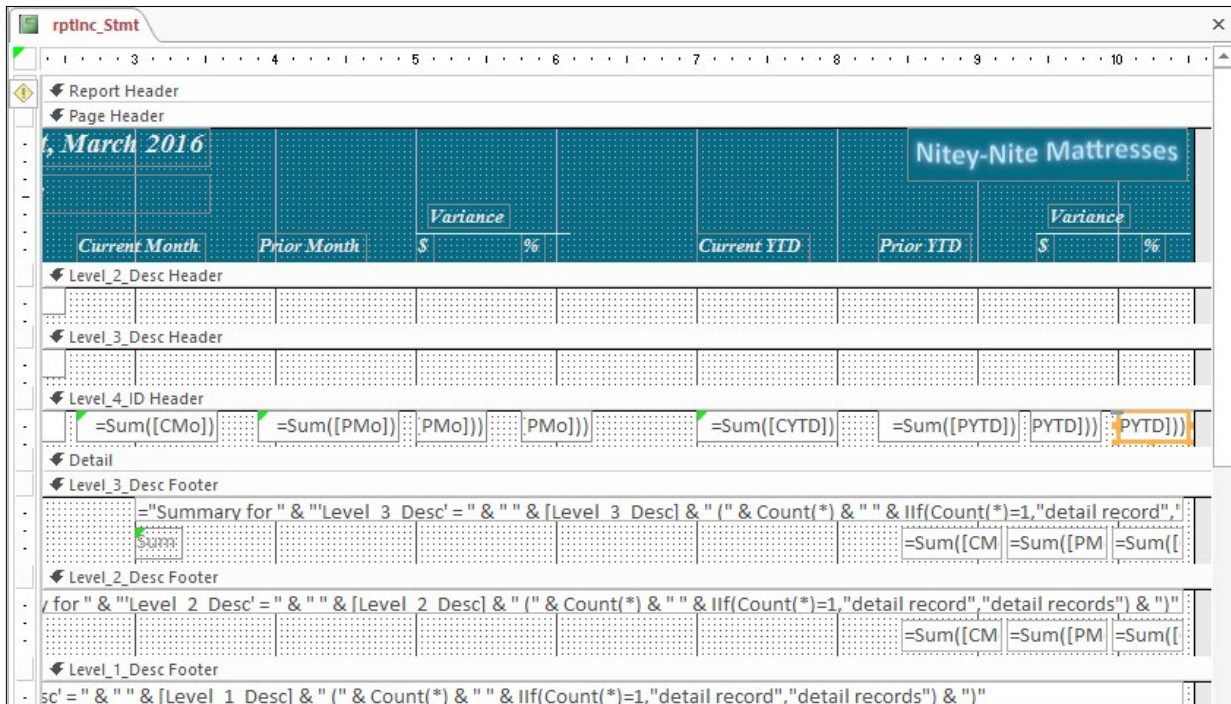 rptInc_Stmt
3 4 5 6 7 8 9 10
Report Header
Page Header
t, March 2016
Nitey-Nite Mattresses
Variance Variance
Current Month Prior Month $ % Current YTD Prior YTD $ %
Level_2_Desc Header
Level_3_Desc Header
Level_4_ID Header
=Sum([CMo]) =Sum([PMo]) [PMo])) [PMo])) =Sum([CYTD]) =Sum([PYTD]) PYTD])) PYTD]))
Detail
Level_3_Desc Footer
="Summary for " & "'Level_3_Desc' = " & " " & [Level_3_Desc] & " (" & Count(*) & " " & IIf(Count(*)=1,"detail record","
Sum =Sum([CM =Sum([PM =Sum([
Level_2_Desc Footer
y for " & "'Level_2_Desc' = " & " " & [Level_2_Desc] & " (" & Count(*) & " " & IIf(Count(*)=1,"detail record","detail records") & ")"
=Sum([CM =Sum([PM =Sum([
Level_1_Desc Footer
sc' = " & " " & [Level_1_Desc] & " (" & Count(*) & " " & IIf(Count(*)=1,"detail record","detail records") & ")"